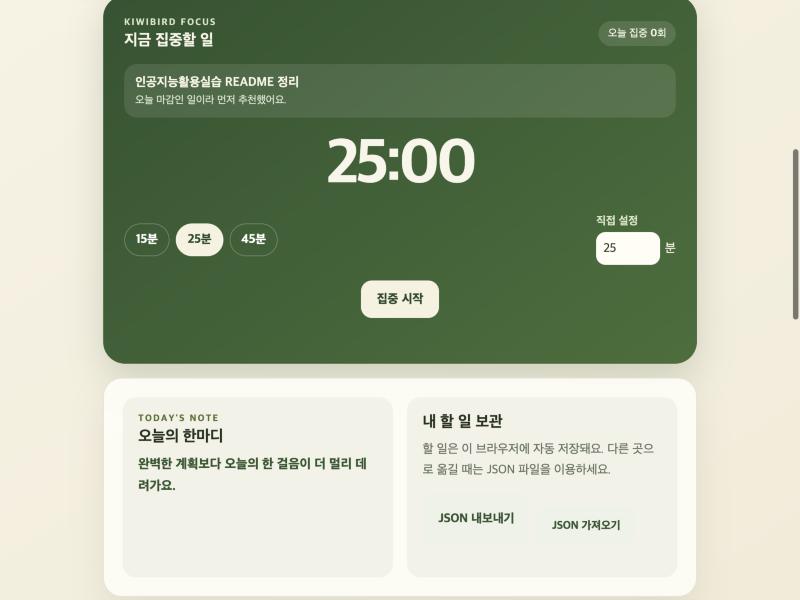 KIWIBIRD FOCUS
지금 집중할 일
오늘 집중 0회
인공지능활용실습 README 정리
오늘 마감인 일이라 먼저 추천했어요.
25:00
15분
25분
45분
직접 설정
25 분
집중 시작
TODAY'S NOTE
오늘의 한마디
완벽한 계획보다 오늘의 한 걸음이 더 멀리 데
려가요.
내 할 일 보관
할 일은 이 브라우저에 자동 저장돼요. 다른 곳으
로 옮길 때는 JSON 파일을 이용하세요.
JSON 내보내기
JSON 가져오기